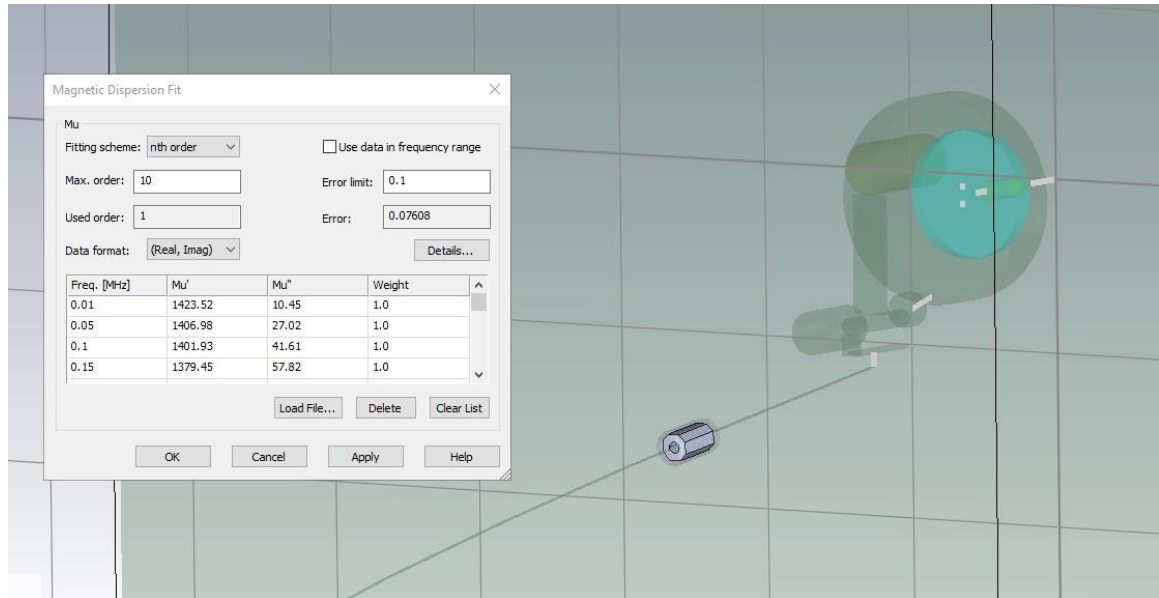 Magnetic Dispersion Fit
Mu
Fitting scheme: nth order
Use data in frequency range
Max. order: 10
Error limit: 0.1
Used order: 1
Error: 0.07608
Data format: (Real, Imag)
Details...
Freq. [MHz] Mu' Mu" Weight
0.01 1423.52 10.45 1.0
0.05 1406.98 27.02 1.0
0.1 1401.93 41.61 1.0
0.15 1379.45 57.82 1.0
Load File... Delete Clear List
OK Cancel Apply Help